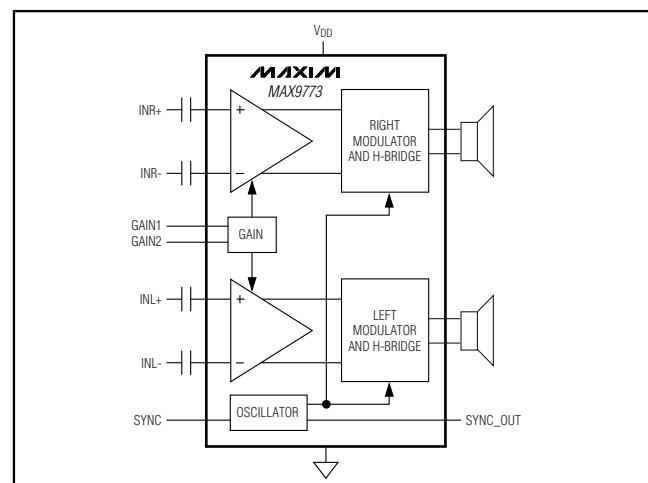 VDD
MAXIM
MAX9773
INR+
+
RIGHT
MODULATOR
AND H-BRIDGE
INR-
−
GAIN1
GAIN2
GAIN
INL+
+
LEFT
MODULATOR
AND H-BRIDGE
INL-
−
OSCILLATOR
SYNC
SYNC_OUT